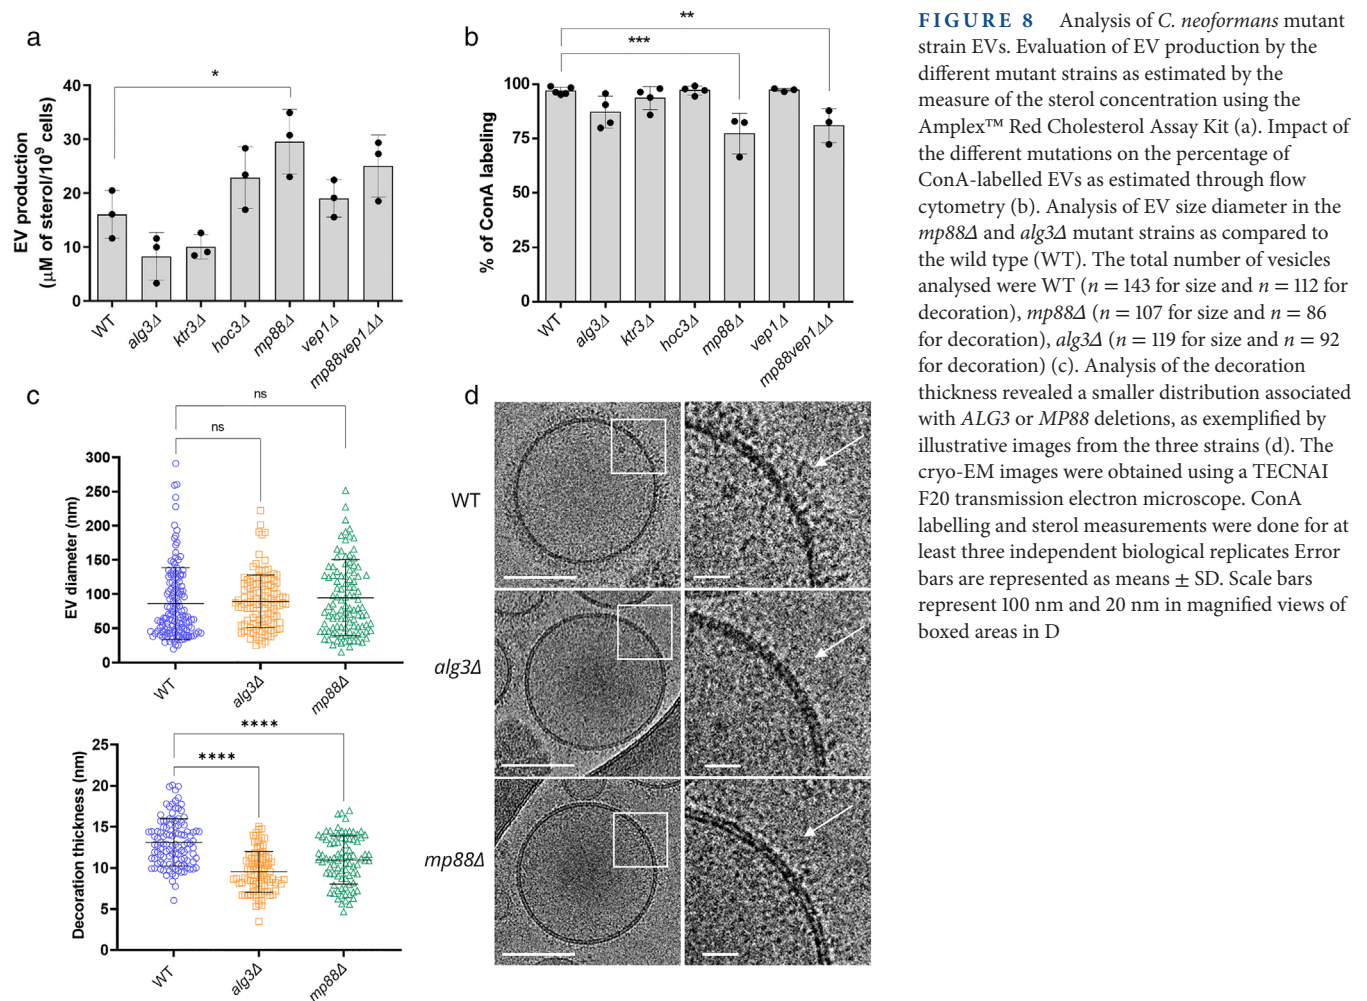 a
*
EV production
(μM of sterol/10⁹ cells)
40
30
20
10
0
WT
alg3Δ
ktr3Δ
hoc3Δ
mp88Δ
vep1Δ
mp88vep1ΔΔ
b
**
***
% of ConA labeling
100
75
50
25
0
WT
alg3Δ
ktr3Δ
hoc3Δ
mp88Δ
vep1Δ
mp88vep1ΔΔ
c
ns
ns
EV diameter (nm)
300
250
200
150
100
50
0
WT
alg3Δ
mp88Δ
****
****
Decoration thickness (nm)
25
20
15
10
5
0
WT
alg3Δ
mp88Δ
d
WT
alg3Δ
mp88Δ
FIGURE 8 Analysis of C. neoformans mutant
strain EVs. Evaluation of EV production by the
different mutant strains as estimated by the
measure of the sterol concentration using the
Amplex™ Red Cholesterol Assay Kit (a). Impact of
the different mutations on the percentage of
ConA-labelled EVs as estimated through flow
cytometry (b). Analysis of EV size diameter in the
mp88Δ and alg3Δ mutant strains as compared to
the wild type (WT). The total number of vesicles
analysed were WT (n = 143 for size and n = 112 for
decoration), mp88Δ (n = 107 for size and n = 86
for decoration), alg3Δ (n = 119 for size and n = 92
for decoration) (c). Analysis of the decoration
thickness revealed a smaller distribution associated
with ALG3 or MP88 deletions, as exemplified by
illustrative images from the three strains (d). The
cryo-EM images were obtained using a TECNAI
F20 transmission electron microscope. ConA
labelling and sterol measurements were done for at
least three independent biological replicates Error
bars are represented as means ± SD. Scale bars
represent 100 nm and 20 nm in magnified views of
boxed areas in D